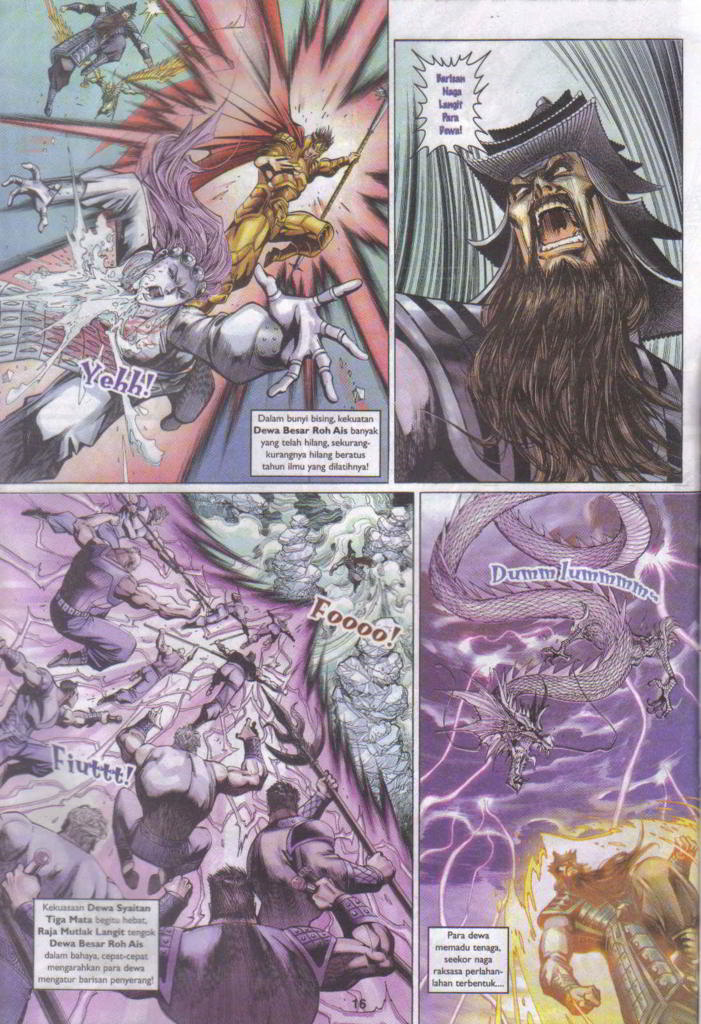 Barisan
Naga
Langit
Para
Dewa!
Yehh!
Dalam bunyi bising, kekuatan
Dewa Besar Roh Ais banyak
yang telah hilang, sekurang-
kurangnya hilang beratus
tahun ilmu yang dilatihnya!
Foooo!
Fiuttt!
Kekuasaan Dewa Syaitan
Tiga Mata begitu hebat,
Raja Mutlak Langit tengok
Dewa Besar Roh Ais
dalam bahaya, cepat-cepat
mengarahkan para dewa
mengatur barisan penyerang!
Dummlummmm~
Para dewa
memadu tenaga,
seekor naga
raksasa perlahan-
lahan terbentuk....
16